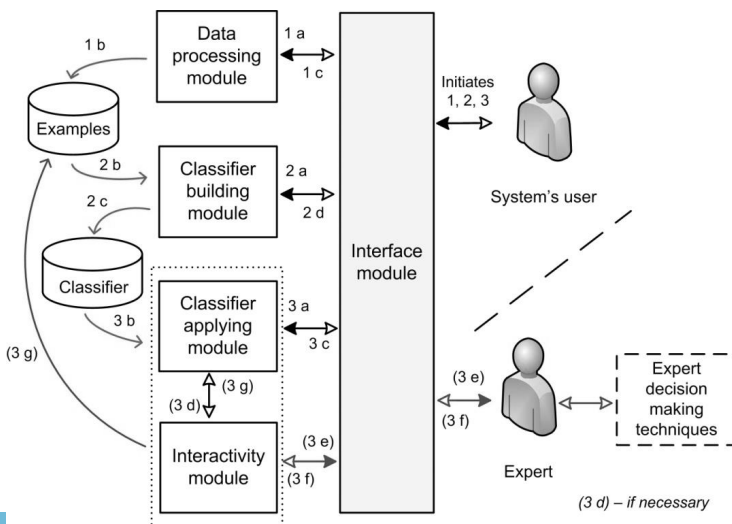 1 b
Data
processing
module
1 a
1 c
Initiates
1, 2, 3
Examples
System's user
2 b
Classifier
building
module
2 a
2 d
2 c
Interface
module
Classifier
3 b
Classifier
applying
module
3 a
3 c
(3 g)
(3 g)
(3 d)
Interactivity
module
(3 e)
(3 f)
(3 e)
(3 f)
Expert
Expert
decision
making
techniques
(3 d) – if necessary